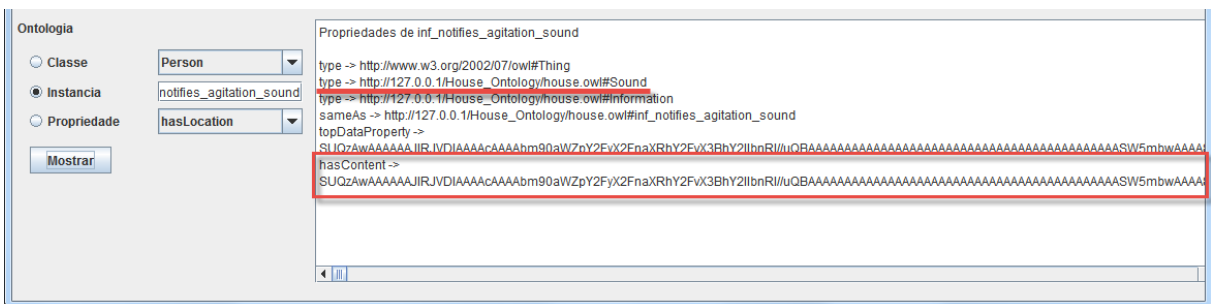 Ontologia
Classe
Person
Instancia
notifies_agitation_sound
Propriedade
hasLocation
Mostrar
Propriedades de inf_notifies_agitation_sound
type -> http://www.w3.org/2002/07/owl#Thing
type -> http://127.0.0.1/House_Ontology/house.owl#Sound
type -> http://127.0.0.1/House_Ontology/house.owl#Information
sameAs -> http://127.0.0.1/House_Ontology/house.owl#inf_notifies_agitation_sound
topDataProperty ->
hasContent ->